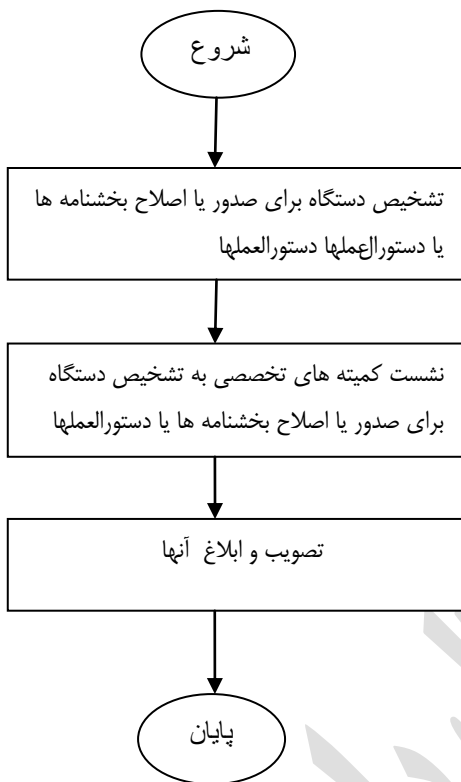 شروع
تشخیص دستگاه برای صدور یا اصلاح بخشنامه ها
یا دستورالعملها دستورالعملها
نشست کمیته های تخصصی به تشخیص دستگاه
برای صدور یا اصلاح بخشنامه ها یا دستورالعملها
تصویب و ابلاغ آنها
پایان